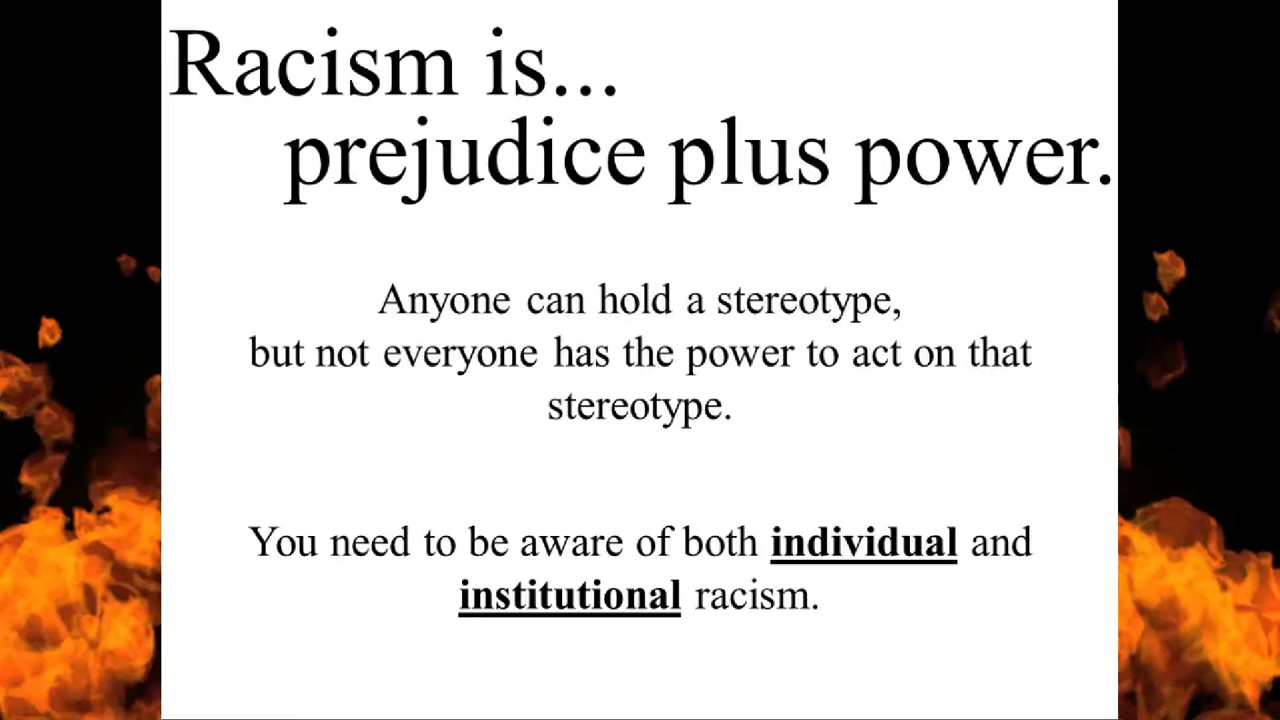 Racism is...
prejudice plus power.
Anyone can hold a stereotype,
but not everyone has the power to act on that
stereotype.
You need to be aware of both individual and
institutional racism.